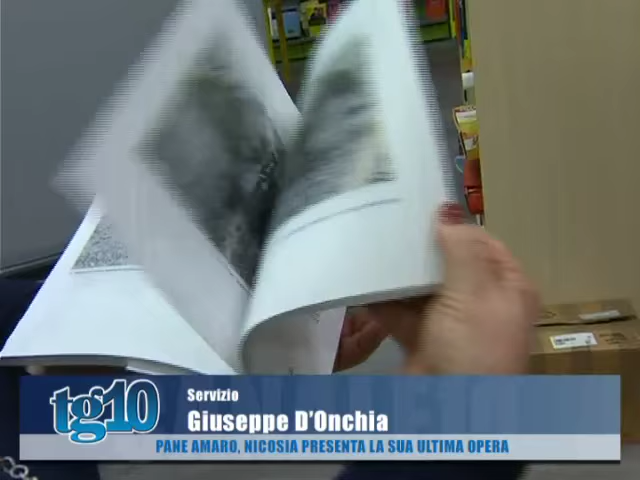 tg10
Servizio
Giuseppe D'Onchia
PANE AMARO, NICOSIA PRESENTA LA SUA ULTIMA OPERA